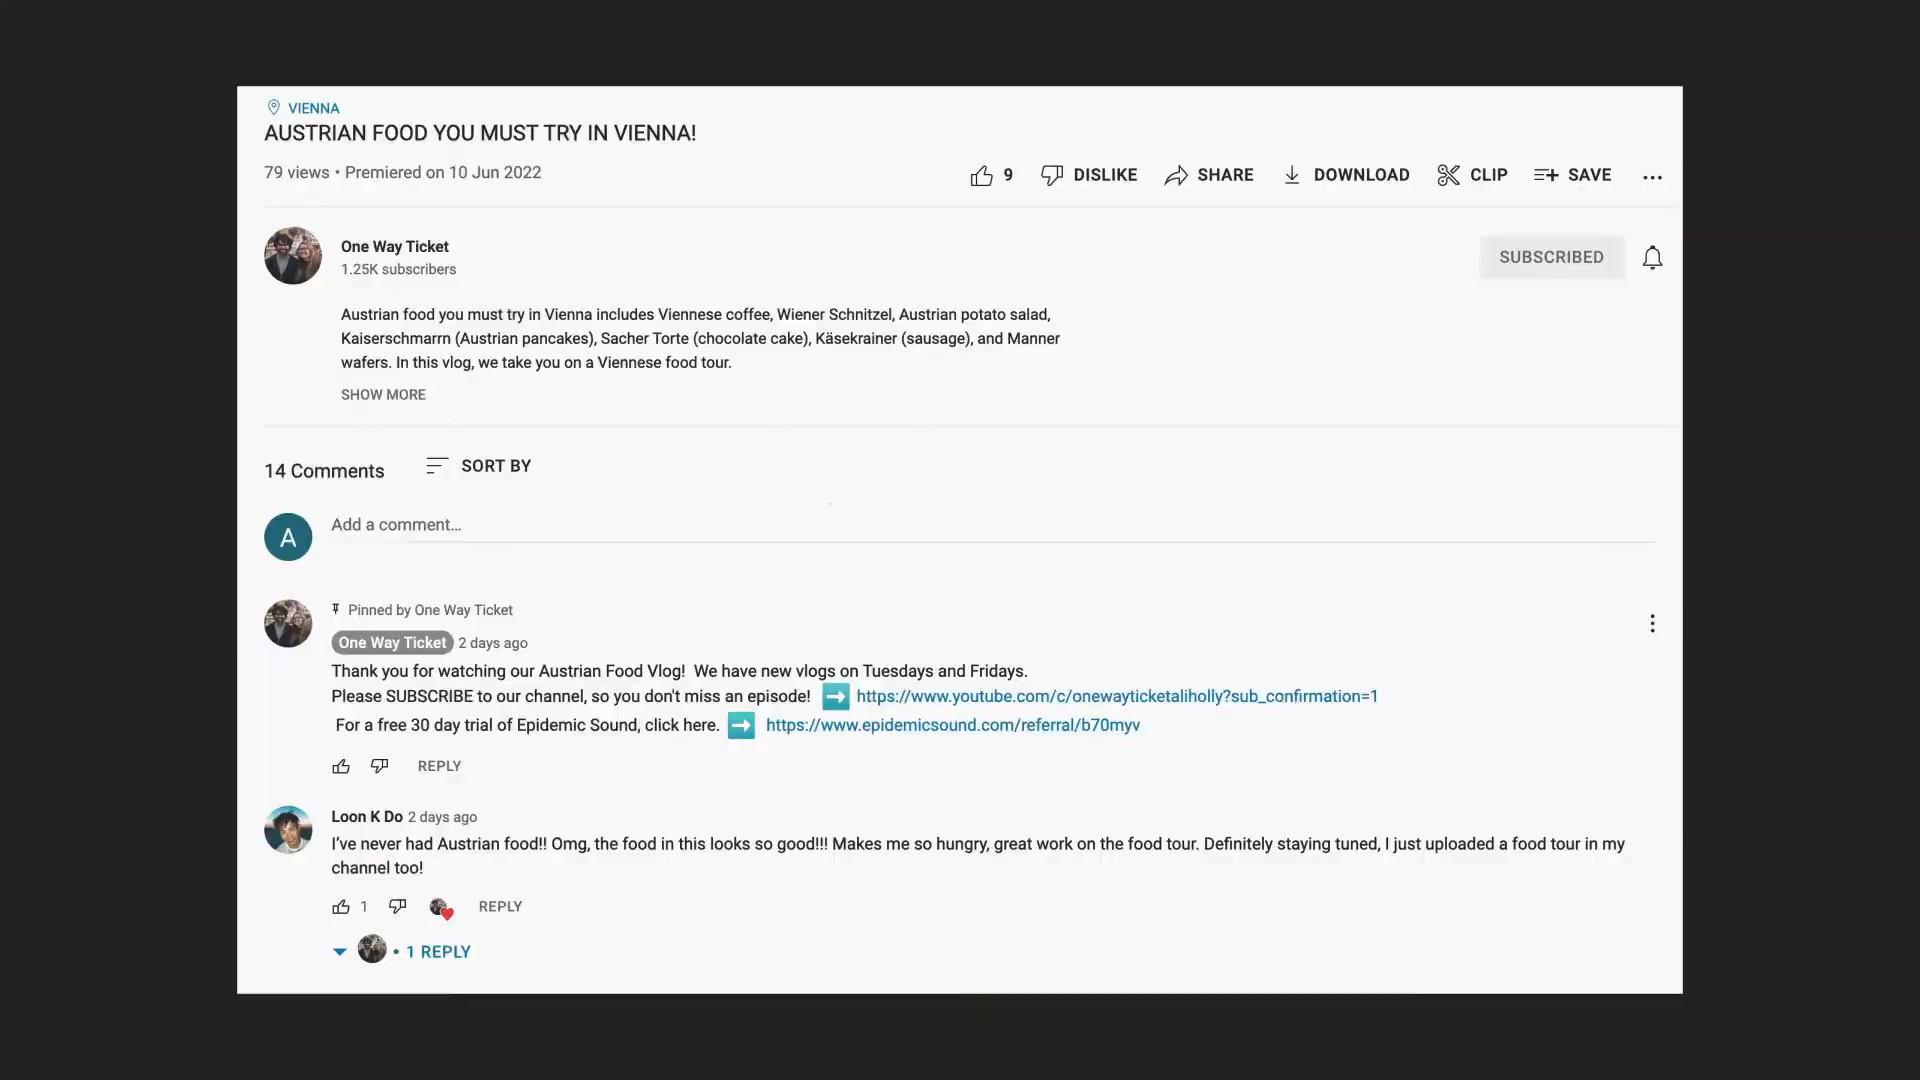 VIENNA
AUSTRIAN FOOD YOU MUST TRY IN VIENNA!
79 views • Premiered on 10 Jun 2022
9 DISLIKE SHARE DOWNLOAD CLIP SAVE ...
One Way Ticket
1.25K subscribers
SUBSCRIBED
Austrian food you must try in Vienna includes Viennese coffee, Wiener Schnitzel, Austrian potato salad,
Kaiserschmarrn (Austrian pancakes), Sacher Torte (chocolate cake), Käsekrainer (sausage), and Manner
wafers. In this vlog, we take you on a Viennese food tour.
SHOW MORE
14 Comments SORT BY
A Add a comment...
Pinned by One Way Ticket
One Way Ticket 2 days ago
Thank you for watching our Austrian Food Vlog! We have new vlogs on Tuesdays and Fridays.
Please SUBSCRIBE to our channel, so you don't miss an episode! ➡️ https://www.youtube.com/c/onewayticketaliholly?sub_confirmation=1
For a free 30 day trial of Epidemic Sound, click here. ➡️ https://www.epidemicsound.com/referral/b70myv
REPLY
Loon K Do 2 days ago
I've never had Austrian food!! Omg, the food in this looks so good!!! Makes me so hungry, great work on the food tour. Definitely staying tuned, I just uploaded a food tour in my
channel too!
1 REPLY
• 1 REPLY